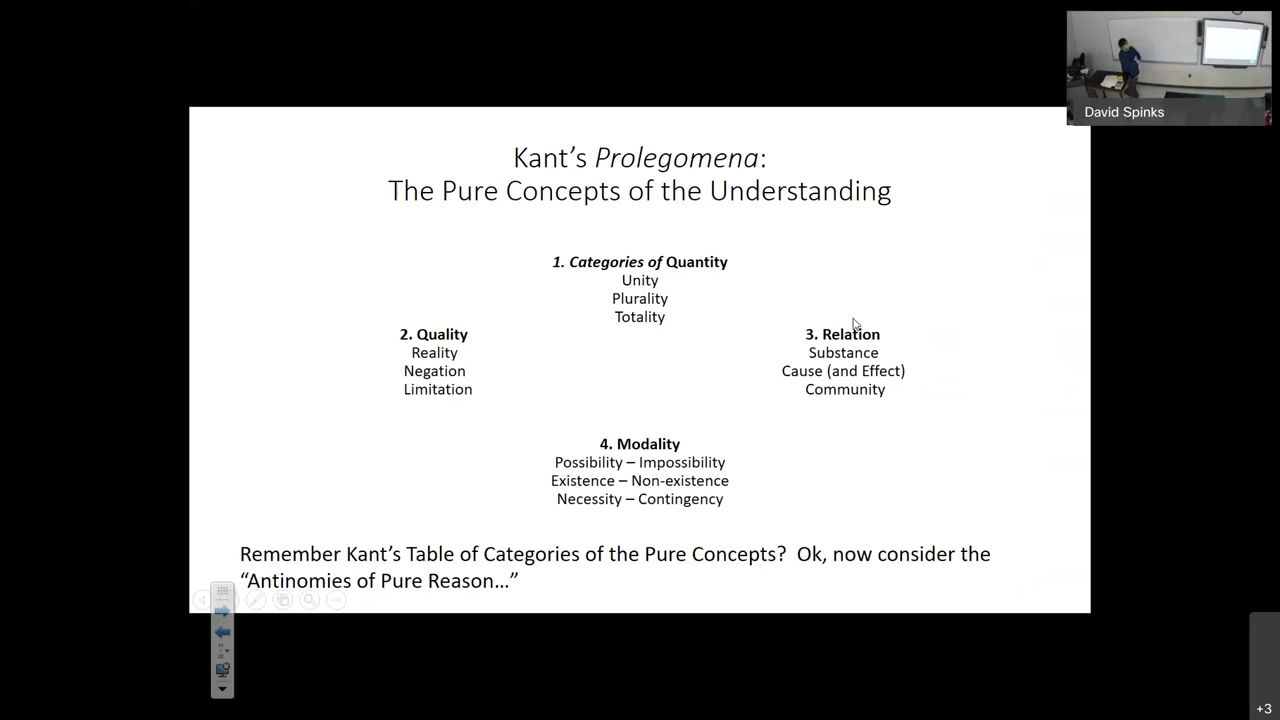 David Spinks
Kant's Prolegomena:
The Pure Concepts of the Understanding
1. Categories of Quantity
Unity
Plurality
Totality
2. Quality
Reality
Negation
Limitation
3. Relation
Substance
Cause (and Effect)
Community
4. Modality
Possibility – Impossibility
Existence – Non-existence
Necessity – Contingency
Remember Kant's Table of Categories of the Pure Concepts?  Ok, now consider the
“Antinomies of Pure Reason…”
+3